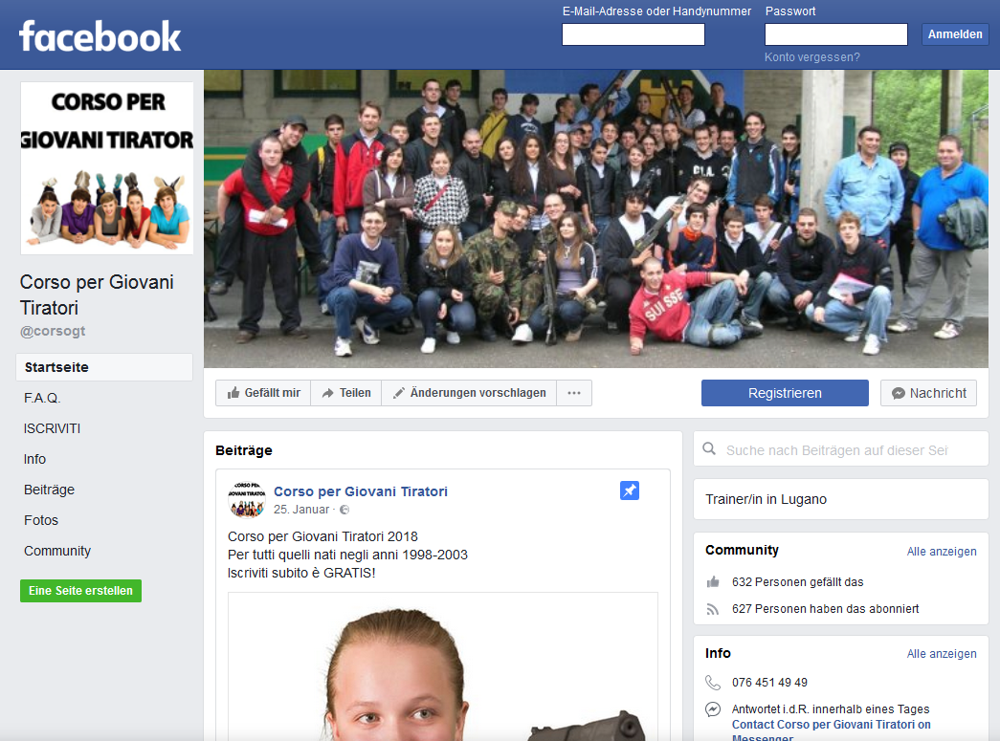 facebook
E-Mail-Adresse oder Handynummer
Passwort
Anmelden
Konto vergessen?
CORSO PER
GIOVANI TIRATOR
Corso per Giovani
Tiratori
@corsogt
Startseite
F.A.Q.
ISCRIVITI
Info
Beiträge
Fotos
Community
Eine Seite erstellen
SUISSE
Gefällt mir
Teilen
Änderungen vorschlagen
Registrieren
Nachricht
Beiträge
CORSO PER
GIOVANI TIRATOR
Corso per Giovani Tiratori
25. Januar ·
Corso per Giovani Tiratori 2018
Per tutti quelli nati negli anni 1998-2003
Iscriviti subito è GRATIS!
Suche nach Beiträgen auf dieser Sei
Trainer/in in Lugano
Community
Alle anzeigen
632 Personen gefällt das
627 Personen haben das abonniert
Info
Alle anzeigen
076 451 49 49
Antwortet i.d.R. innerhalb eines Tages
Contact Corso per Giovani Tiratori on
Messenger